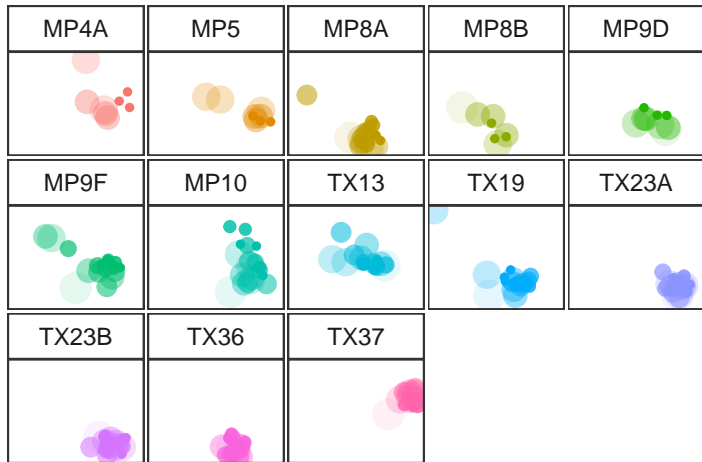 MP4A MP5 MP8A MP8B MP9D
MP9F MP10 TX13 TX19 TX23A
TX23B TX36 TX37